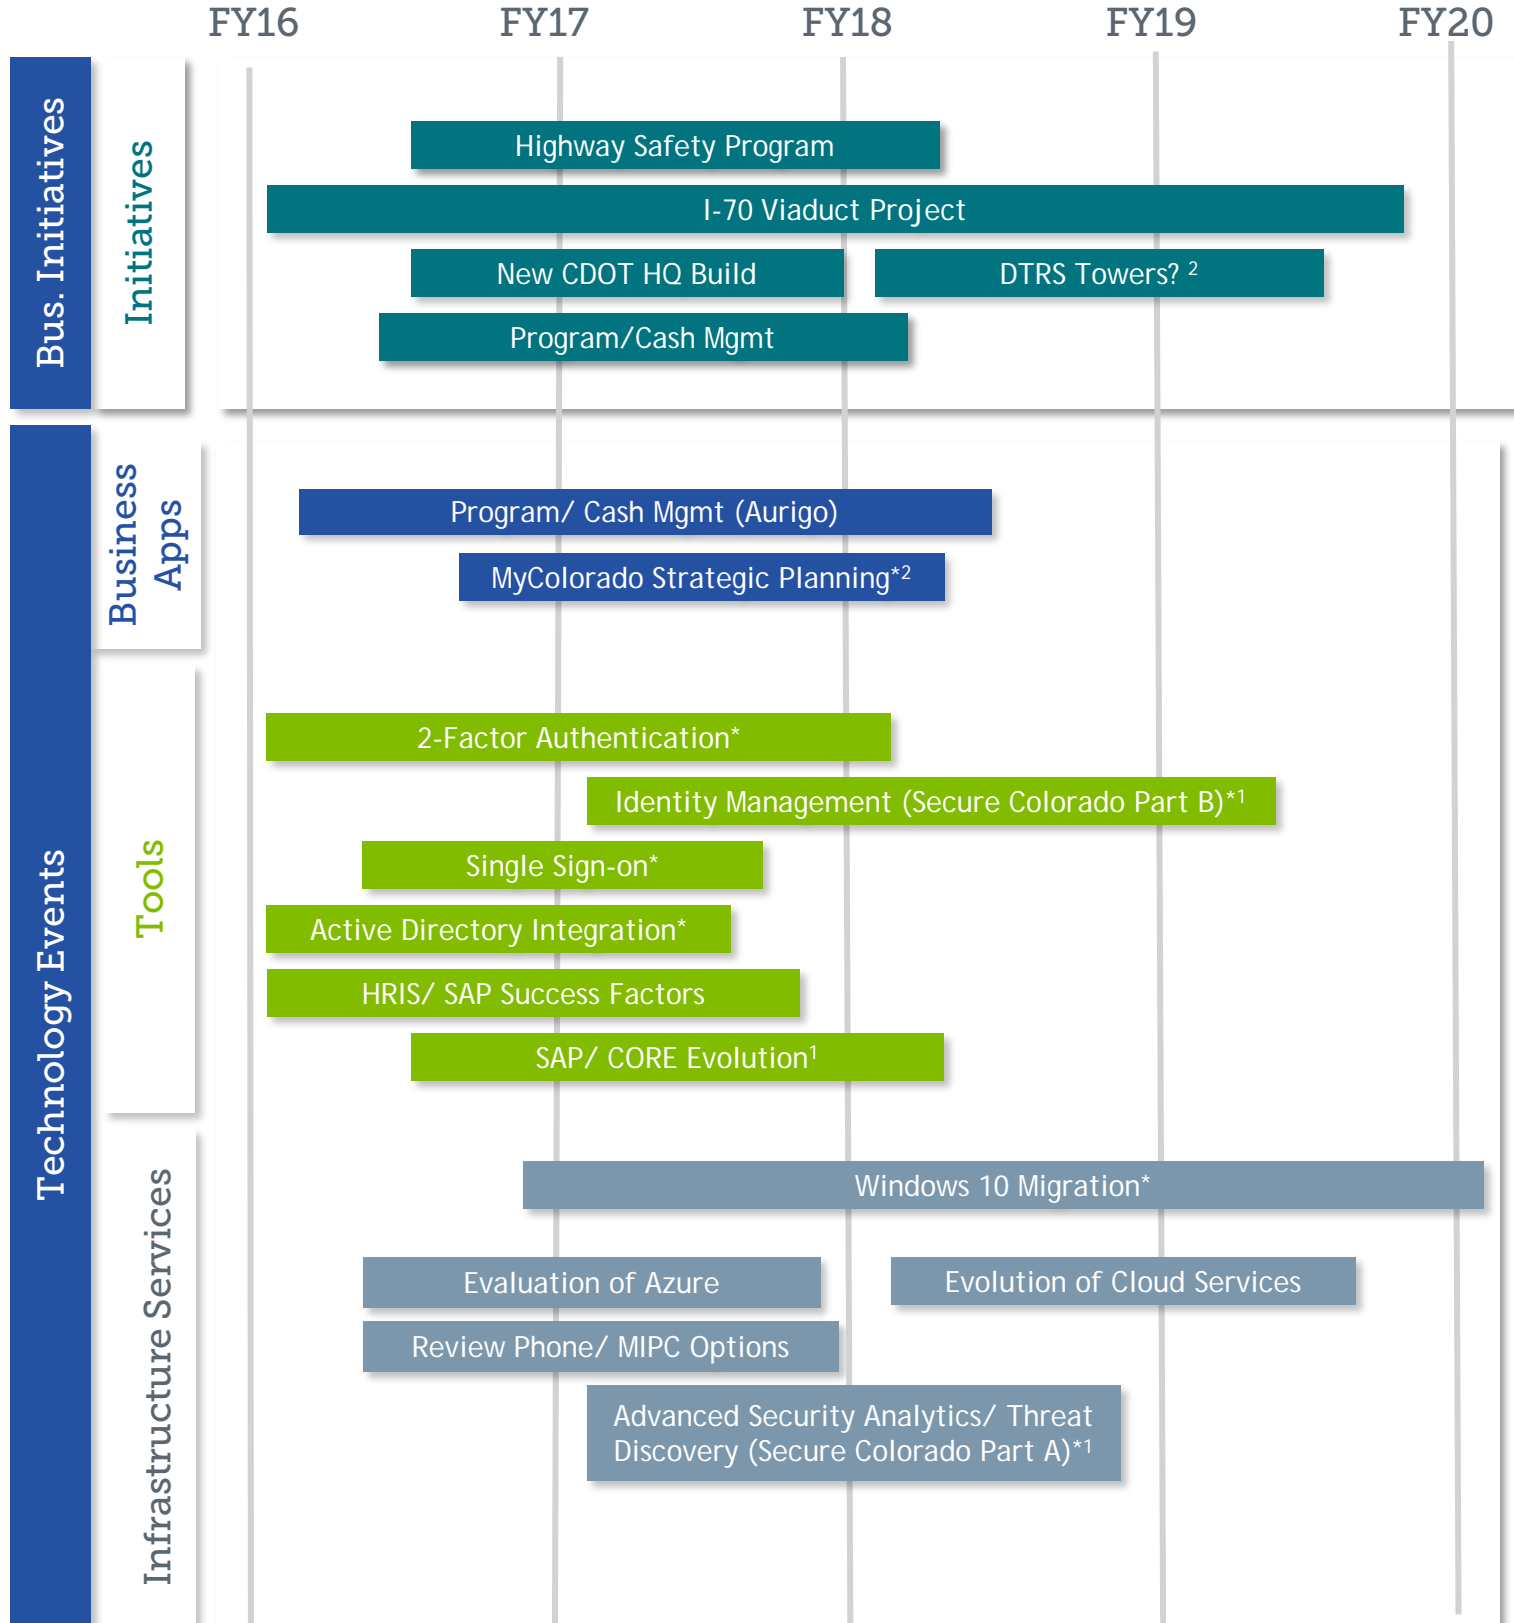 FY16 FY17 FY18 FY19 FY20
Bus. Initiatives
Initiatives
Highway Safety Program
I-70 Viaduct Project
New CDOT HQ Build
DTRS Towers? ²
Program/Cash Mgmt
Technology Events
Business
Apps
Program/ Cash Mgmt (Aurigo)
MyColorado Strategic Planning*²
Tools
2-Factor Authentication*
Identity Management (Secure Colorado Part B)*¹
Single Sign-on*
Active Directory Integration*
HRIS/ SAP Success Factors
SAP/ CORE Evolution¹
Infrastructure Services
Windows 10 Migration*
Evaluation of Azure
Evolution of Cloud Services
Review Phone/ MIPC Options
Advanced Security Analytics/ Threat
Discovery (Secure Colorado Part A)*¹